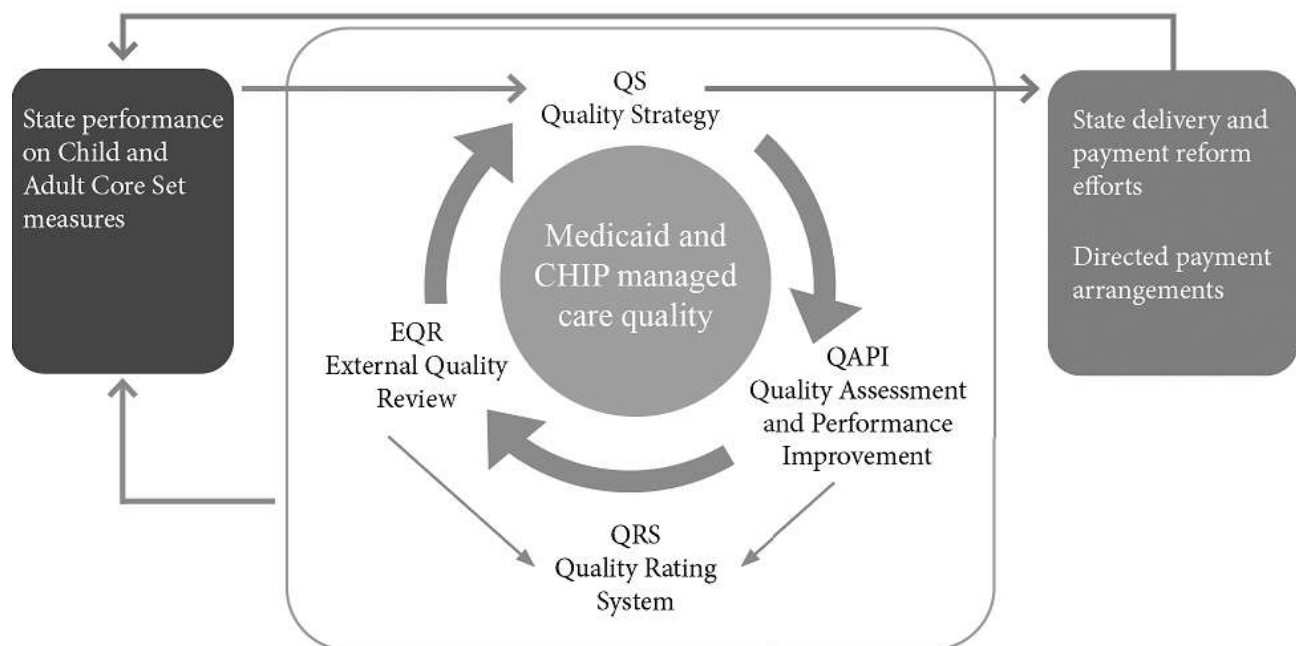 State performance
on Child and
Adult Core Set
measures
QS
Quality Strategy
Medicaid and
CHIP managed
care quality
EQR
External Quality
Review
QAPI
Quality Assessment
and Performance
Improvement
QRS
Quality Rating
System
State delivery and
payment reform
efforts
Directed payment
arrangements